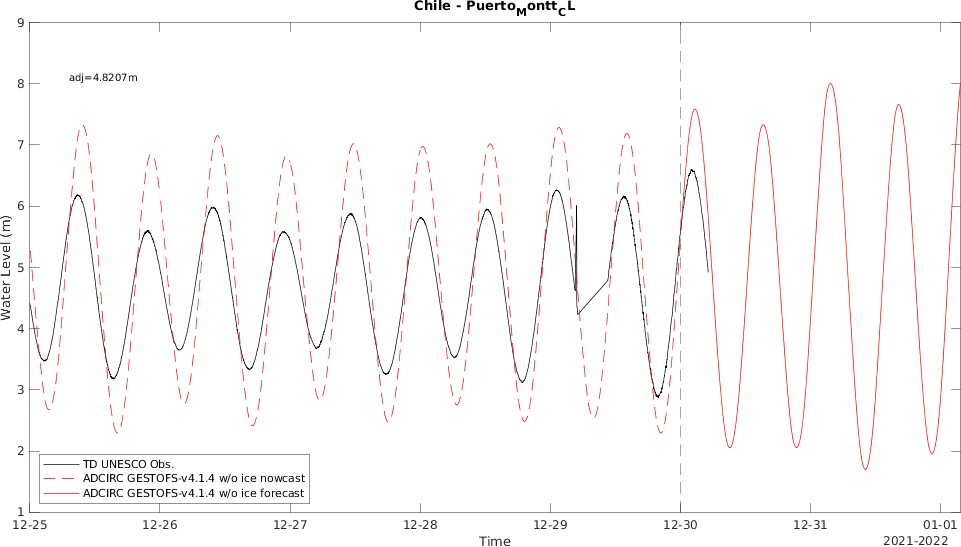 Chile - Puerto_Montt_CL
9
adj=4.8207m
8
7
6
5
4
3
2
1
Water Level (m)
TD UNESCO Obs.
ADCIRC GESTOFS-v4.1.4 w/o ice nowcast
ADCIRC GESTOFS-v4.1.4 w/o ice forecast
12-25 12-26 12-27 12-28 12-29 12-30 12-31 01-01
Time
2021-2022